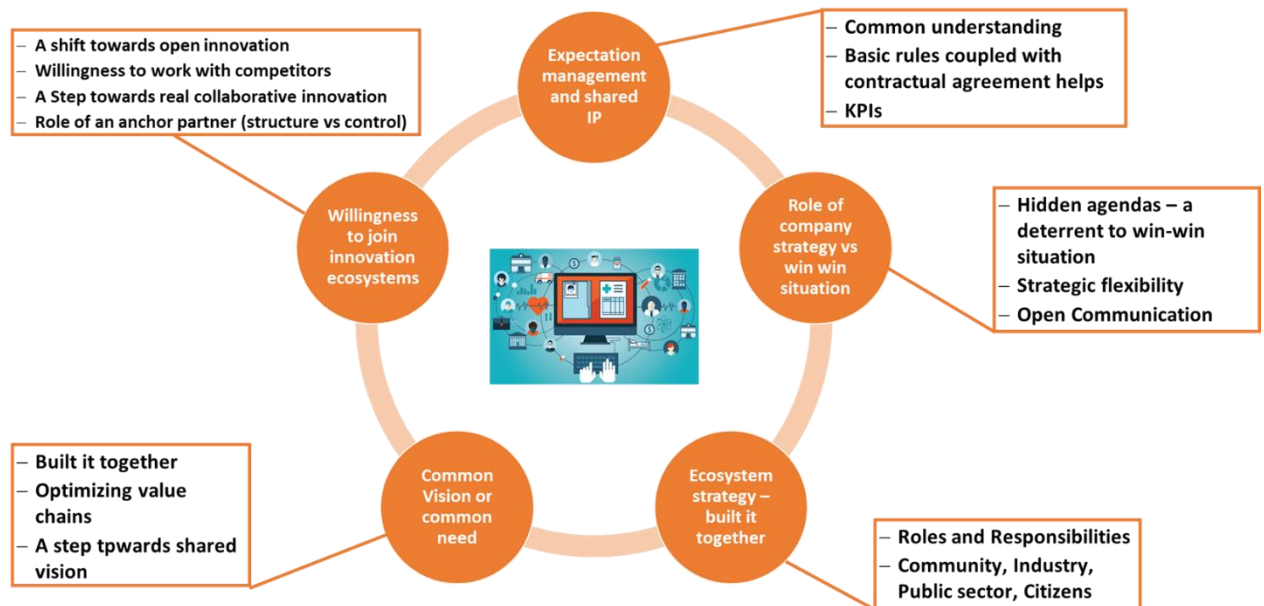 – A shift towards open innovation
– Willingness to work with competitors
– A Step towards real collaborative innovation
– Role of an anchor partner (structure vs control)
Expectation
management
and shared
IP
– Common understanding
– Basic rules coupled with
contractual agreement helps
– KPIs
Willingness
to join
innovation
ecosystems
Role of
company
strategy vs
win win
situation
– Hidden agendas – a
deterrent to win-win
situation
– Strategic flexibility
– Open Communication
– Built it together
– Optimizing value
chains
– A step tpwards shared
vision
Common
Vision or
common
need
Ecosystem
strategy –
built it
together
– Roles and Responsibilities
– Community, Industry,
Public sector, Citizens